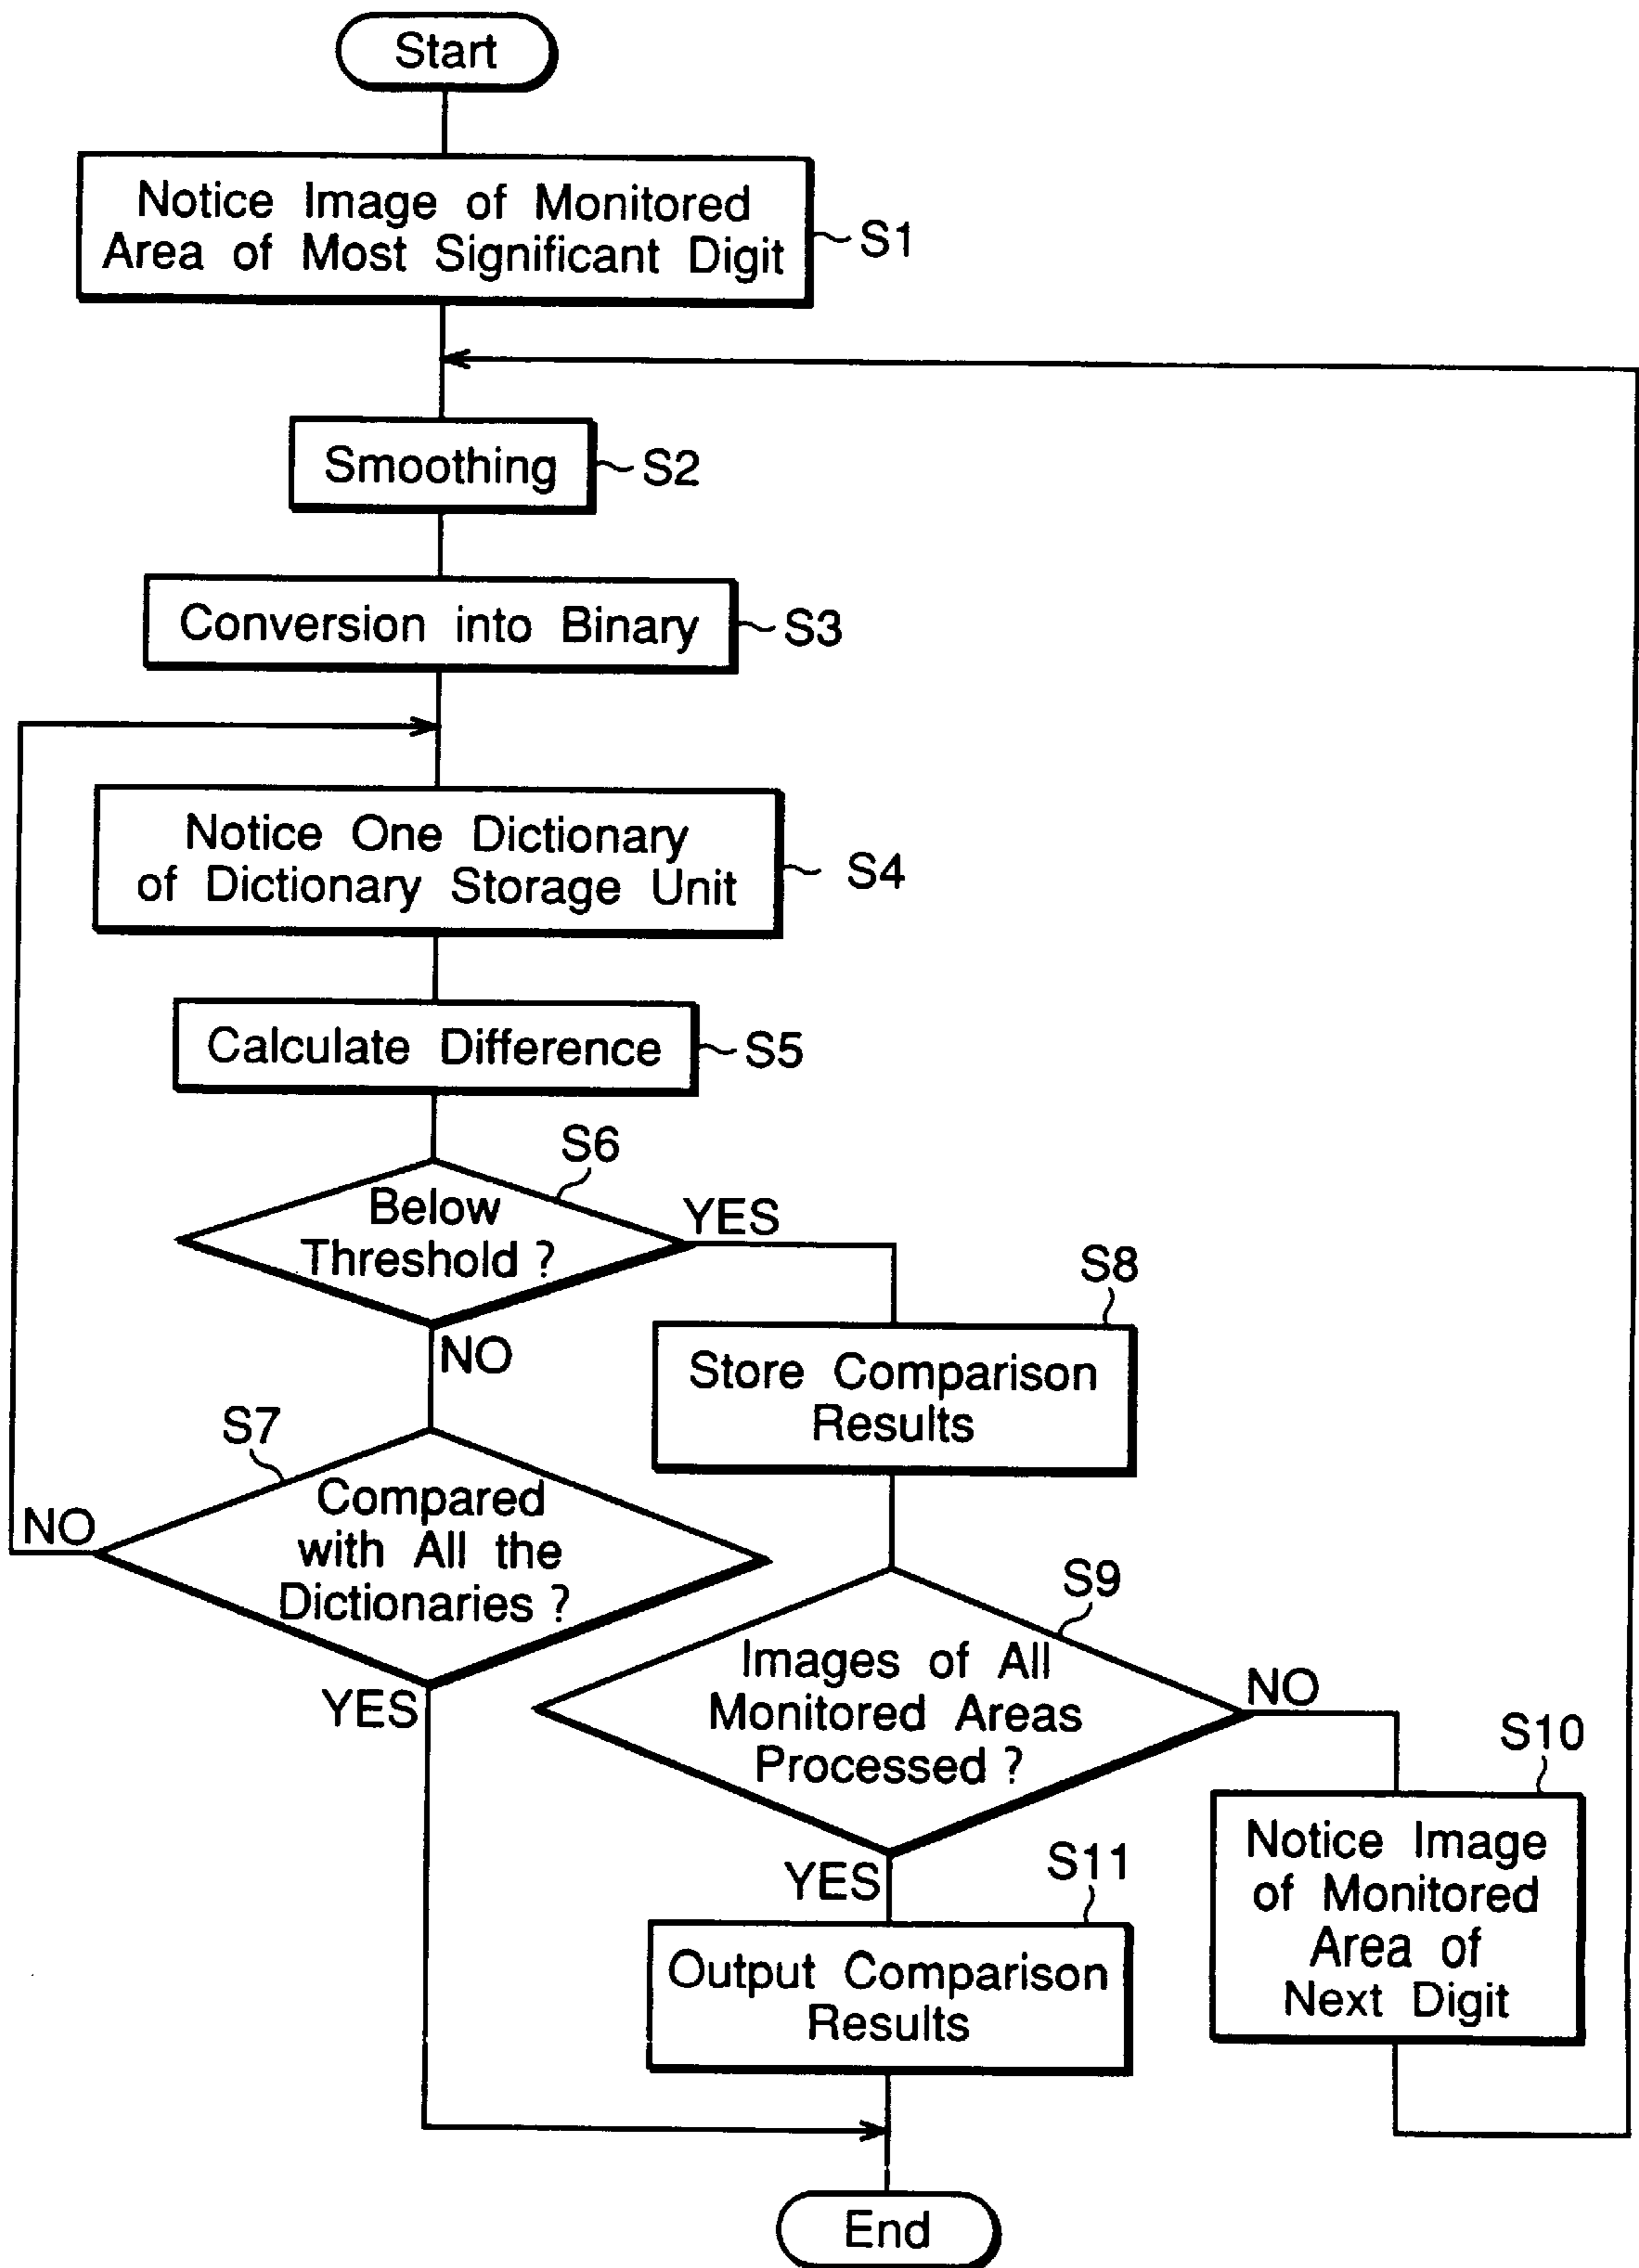 Start
Notice Image of Monitored
Area of Most Significant Digit
S1
Smoothing
S2
Conversion into Binary
S3
Notice One Dictionary
of Dictionary Storage Unit
S4
Calculate Difference
S5
S6
Below
Threshold ?
YES
NO
S8
Store Comparison
Results
S7
Compared
with All the
Dictionaries ?
NO
YES
S9
Images of All
Monitored Areas
Processed ?
NO
YES
S10
Notice Image
of Monitored
Area of
Next Digit
S11
Output Comparison
Results
End